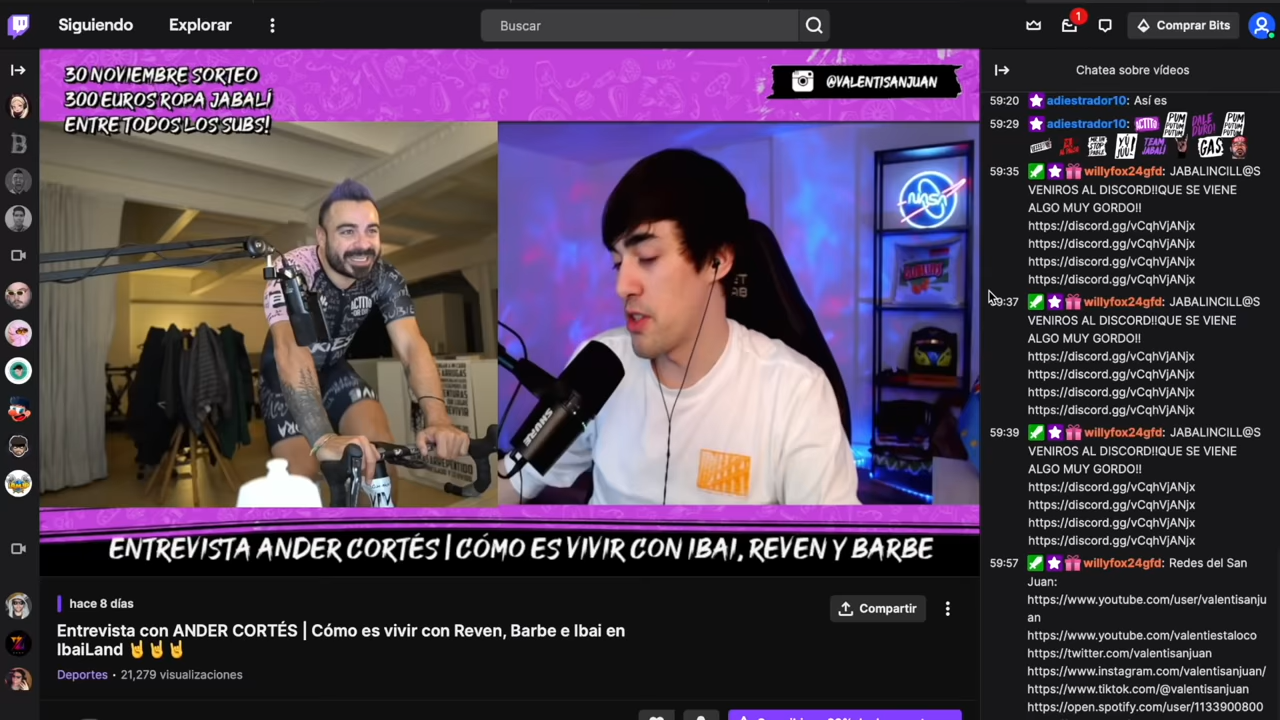 Siguiendo
Explorar
Buscar
1
Comprar Bits
30 NOVIEMBRE SORTEO
300 EUROS ROPA JABALÍ
ENTRE TODOS LOS SUBS!
@VALENTISANJUAN
NASA
SHURE
ENTREVISTA ANDER CORTÉS | CÓMO ES VIVIR CON IBAI, REVEN Y BARBE
hace 8 días
Compartir
Entrevista con ANDER CORTÉS | Cómo es vivir con Reven, Barbe e Ibai en
IbaiLand 🤘🤘🤘
Deportes • 21,279 visualizaciones
Chatea sobre vídeos
59:20 adiestrador10: Así es
59:29 adiestrador10:
59:35 willyfox24gfd: JABALINCILL@S
VENIROS AL DISCORD!!QUE SE VIENE
ALGO MUY GORDO!!
https://discord.gg/vCqhVjANjx
https://discord.gg/vCqhVjANjx
https://discord.gg/vCqhVjANjx
https://discord.gg/vCqhVjANjx
59:37 willyfox24gfd: JABALINCILL@S
VENIROS AL DISCORD!!QUE SE VIENE
ALGO MUY GORDO!!
https://discord.gg/vCqhVjANjx
https://discord.gg/vCqhVjANjx
https://discord.gg/vCqhVjANjx
https://discord.gg/vCqhVjANjx
59:39 willyfox24gfd: JABALINCILL@S
VENIROS AL DISCORD!!QUE SE VIENE
ALGO MUY GORDO!!
https://discord.gg/vCqhVjANjx
https://discord.gg/vCqhVjANjx
https://discord.gg/vCqhVjANjx
https://discord.gg/vCqhVjANjx
59:57 willyfox24gfd: Redes del San
Juan:
https://www.youtube.com/user/valentisanju
an
https://www.youtube.com/valentiestaloco
https://twitter.com/valentisanjuan
https://www.instagram.com/valentisanjuan/
https://www.tiktok.com/@valentisanjuan
https://open.spotify.com/user/1133900800